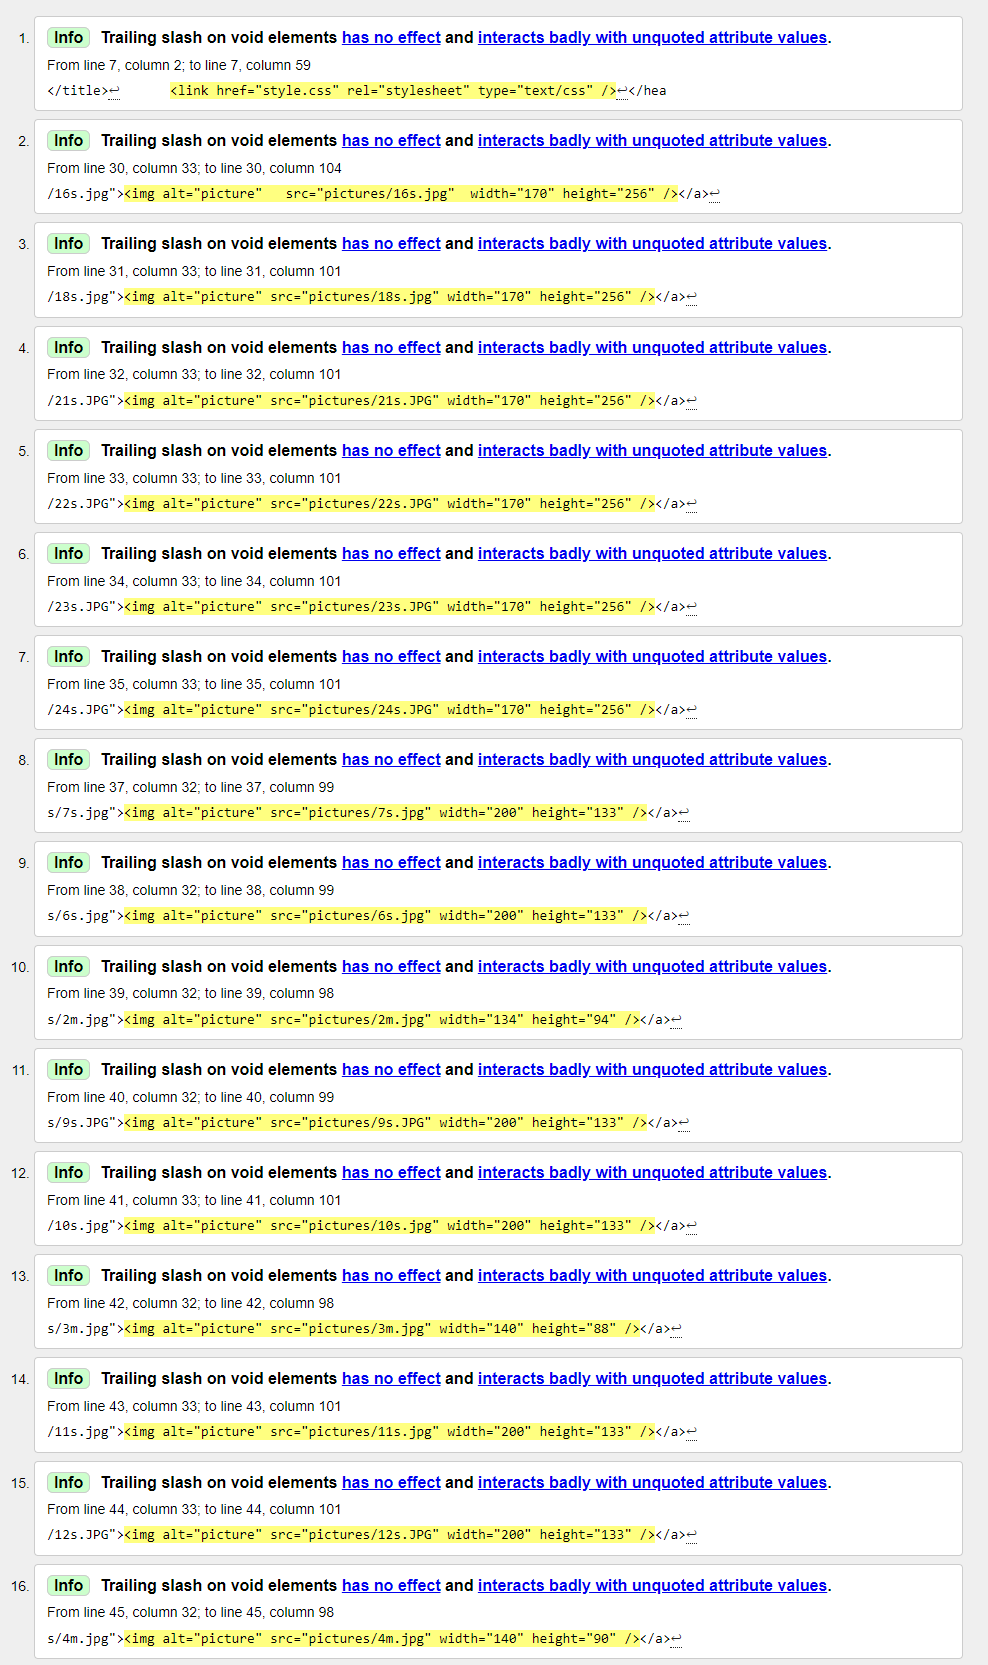 1. Info Trailing slash on void elements has no effect and interacts badly with unquoted attribute values.
From line 7, column 2; to line 7, column 59
</title>↩ <link href="style.css" rel="stylesheet" type="text/css" />↩</hea
2. Info Trailing slash on void elements has no effect and interacts badly with unquoted attribute values.
From line 30, column 33; to line 30, column 104
/16s.jpg"><img alt="picture"   src="pictures/16s.jpg"  width="170" height="256" /></a>↩
3. Info Trailing slash on void elements has no effect and interacts badly with unquoted attribute values.
From line 31, column 33; to line 31, column 101
/18s.jpg"><img alt="picture" src="pictures/18s.jpg" width="170" height="256" /></a>↩
4. Info Trailing slash on void elements has no effect and interacts badly with unquoted attribute values.
From line 32, column 33; to line 32, column 101
/21s.JPG"><img alt="picture" src="pictures/21s.JPG" width="170" height="256" /></a>↩
5. Info Trailing slash on void elements has no effect and interacts badly with unquoted attribute values.
From line 33, column 33; to line 33, column 101
/22s.JPG"><img alt="picture" src="pictures/22s.JPG" width="170" height="256" /></a>↩
6. Info Trailing slash on void elements has no effect and interacts badly with unquoted attribute values.
From line 34, column 33; to line 34, column 101
/23s.JPG"><img alt="picture" src="pictures/23s.JPG" width="170" height="256" /></a>↩
7. Info Trailing slash on void elements has no effect and interacts badly with unquoted attribute values.
From line 35, column 33; to line 35, column 101
/24s.JPG"><img alt="picture" src="pictures/24s.JPG" width="170" height="256" /></a>↩
8. Info Trailing slash on void elements has no effect and interacts badly with unquoted attribute values.
From line 37, column 32; to line 37, column 99
s/7s.jpg"><img alt="picture" src="pictures/7s.jpg" width="200" height="133" /></a>↩
9. Info Trailing slash on void elements has no effect and interacts badly with unquoted attribute values.
From line 38, column 32; to line 38, column 99
s/6s.jpg"><img alt="picture" src="pictures/6s.jpg" width="200" height="133" /></a>↩
10. Info Trailing slash on void elements has no effect and interacts badly with unquoted attribute values.
From line 39, column 32; to line 39, column 98
s/2m.jpg"><img alt="picture" src="pictures/2m.jpg" width="134" height="94" /></a>↩
11. Info Trailing slash on void elements has no effect and interacts badly with unquoted attribute values.
From line 40, column 32; to line 40, column 99
s/9s.JPG"><img alt="picture" src="pictures/9s.JPG" width="200" height="133" /></a>↩
12. Info Trailing slash on void elements has no effect and interacts badly with unquoted attribute values.
From line 41, column 33; to line 41, column 101
/10s.jpg"><img alt="picture" src="pictures/10s.jpg" width="200" height="133" /></a>↩
13. Info Trailing slash on void elements has no effect and interacts badly with unquoted attribute values.
From line 42, column 32; to line 42, column 98
s/3m.jpg"><img alt="picture" src="pictures/3m.jpg" width="140" height="88" /></a>↩
14. Info Trailing slash on void elements has no effect and interacts badly with unquoted attribute values.
From line 43, column 33; to line 43, column 101
/11s.jpg"><img alt="picture" src="pictures/11s.jpg" width="200" height="133" /></a>↩
15. Info Trailing slash on void elements has no effect and interacts badly with unquoted attribute values.
From line 44, column 33; to line 44, column 101
/12s.JPG"><img alt="picture" src="pictures/12s.JPG" width="200" height="133" /></a>↩
16. Info Trailing slash on void elements has no effect and interacts badly with unquoted attribute values.
From line 45, column 32; to line 45, column 98
s/4m.jpg"><img alt="picture" src="pictures/4m.jpg" width="140" height="90" /></a>↩